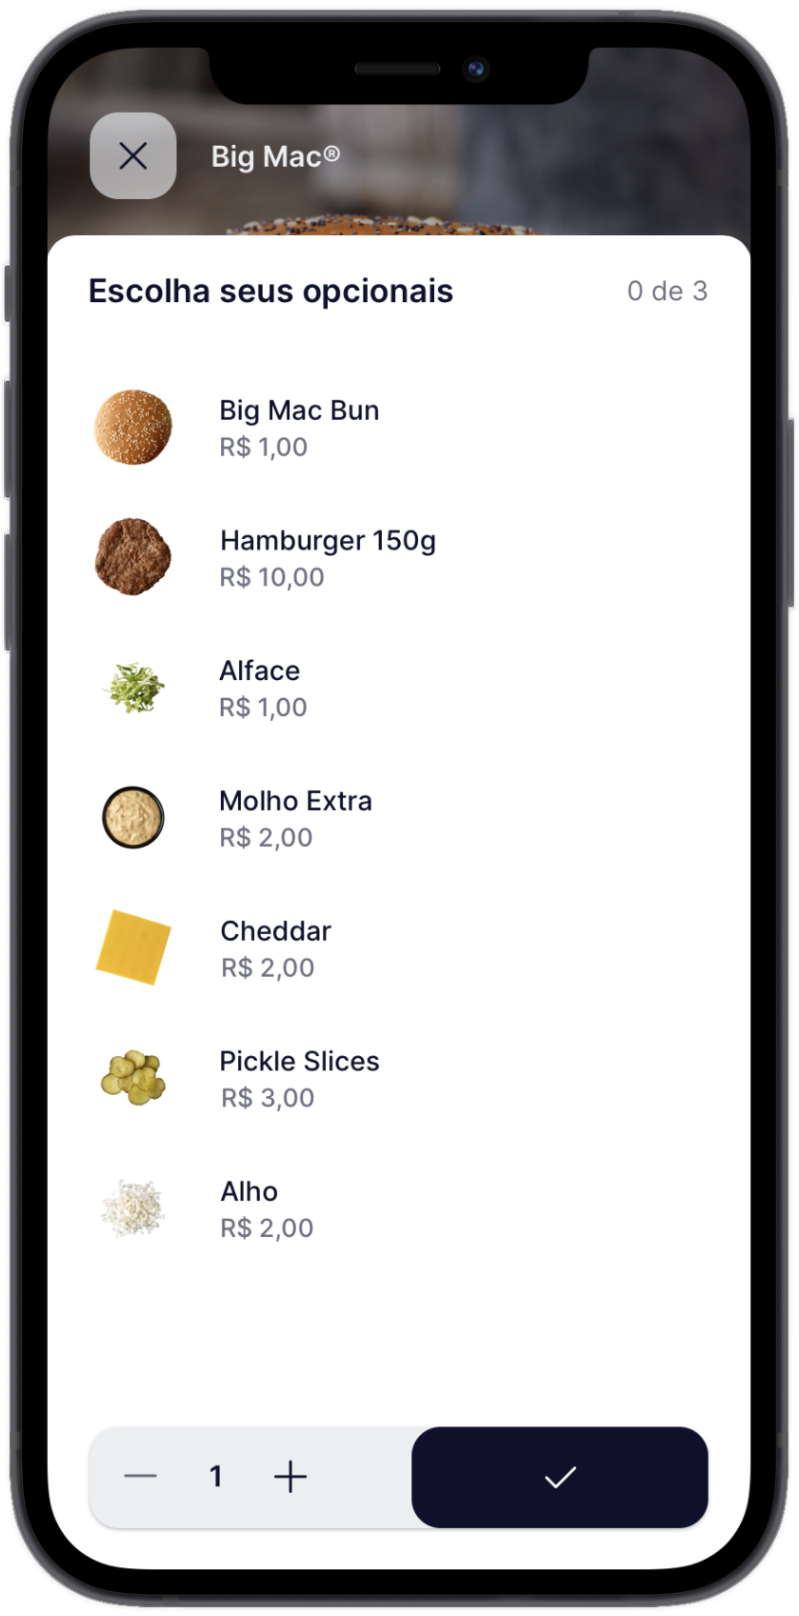 Big Mac®
Escolha seus opcionais
0 de 3
Big Mac Bun
R$ 1,00
Hamburger 150g
R$ 10,00
Alface
R$ 1,00
Molho Extra
R$ 2,00
Cheddar
R$ 2,00
Pickle Slices
R$ 3,00
Alho
R$ 2,00
1